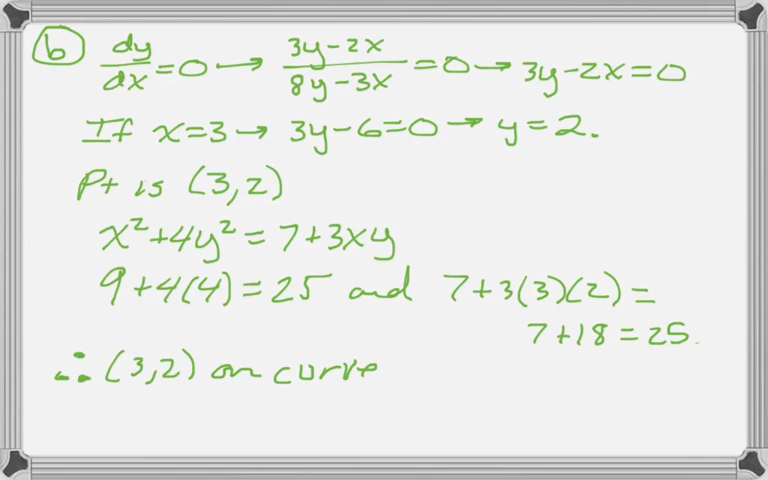 (b) dy/dx = 0 → (3y - 2x)/(8y - 3x) = 0 → 3y - 2x = 0
If x = 3 → 3y - 6 = 0 → y = 2.
Pt is (3,2)
x² + 4y² = 7 + 3xy
9 + 4(4) = 25 and 7 + 3(3)(2) =
7 + 18 = 25.
∴ (3,2) on curve